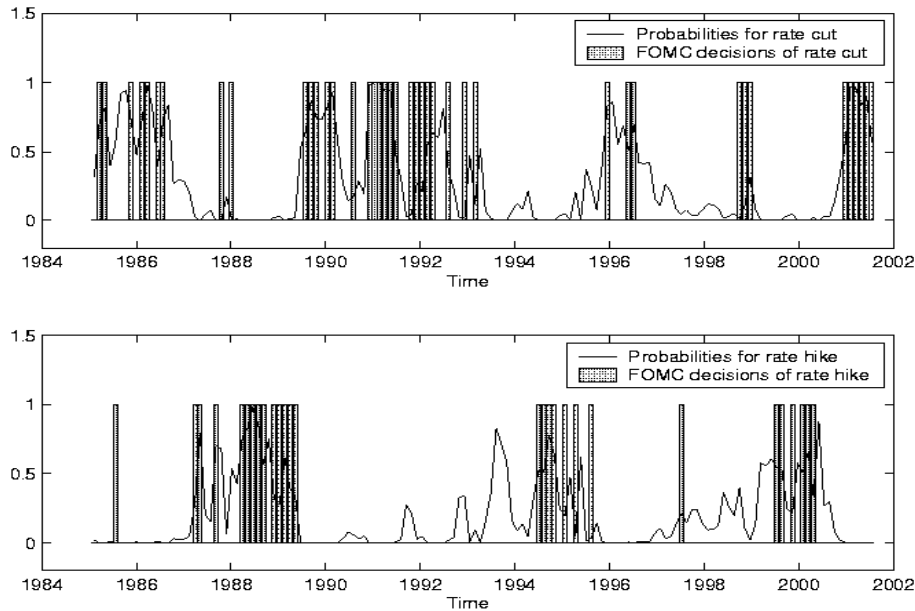 1.5
Probabilities for rate cut
FOMC decisions of rate cut
1
0.5
0
1984 1986 1988 1990 1992 1994 1996 1998 2000 2002
Time
1.5
Probabilities for rate hike
FOMC decisions of rate hike
1
0.5
0
1984 1986 1988 1990 1992 1994 1996 1998 2000 2002
Time